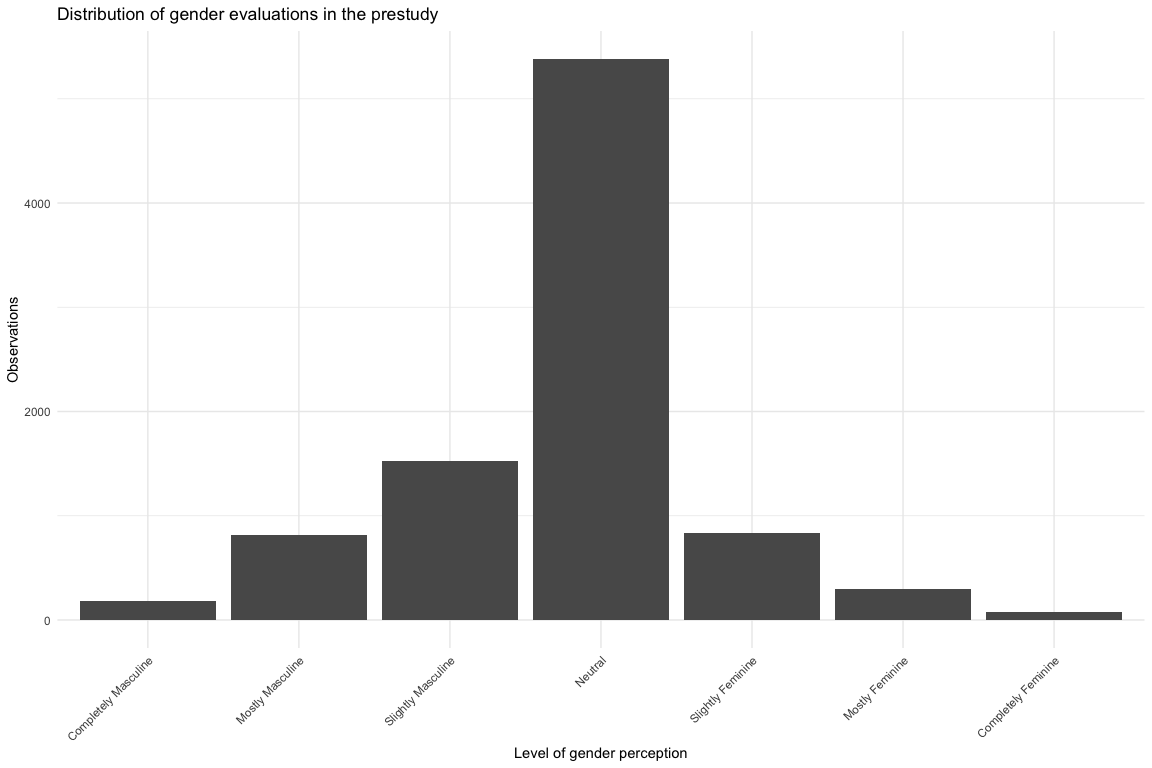 Distribution of gender evaluations in the prestudy
Observations
4000
2000
0
Completely Masculine
Mostly Masculine
Slightly Masculine
Neutral
Slightly Feminine
Mostly Feminine
Completely Feminine
Level of gender perception